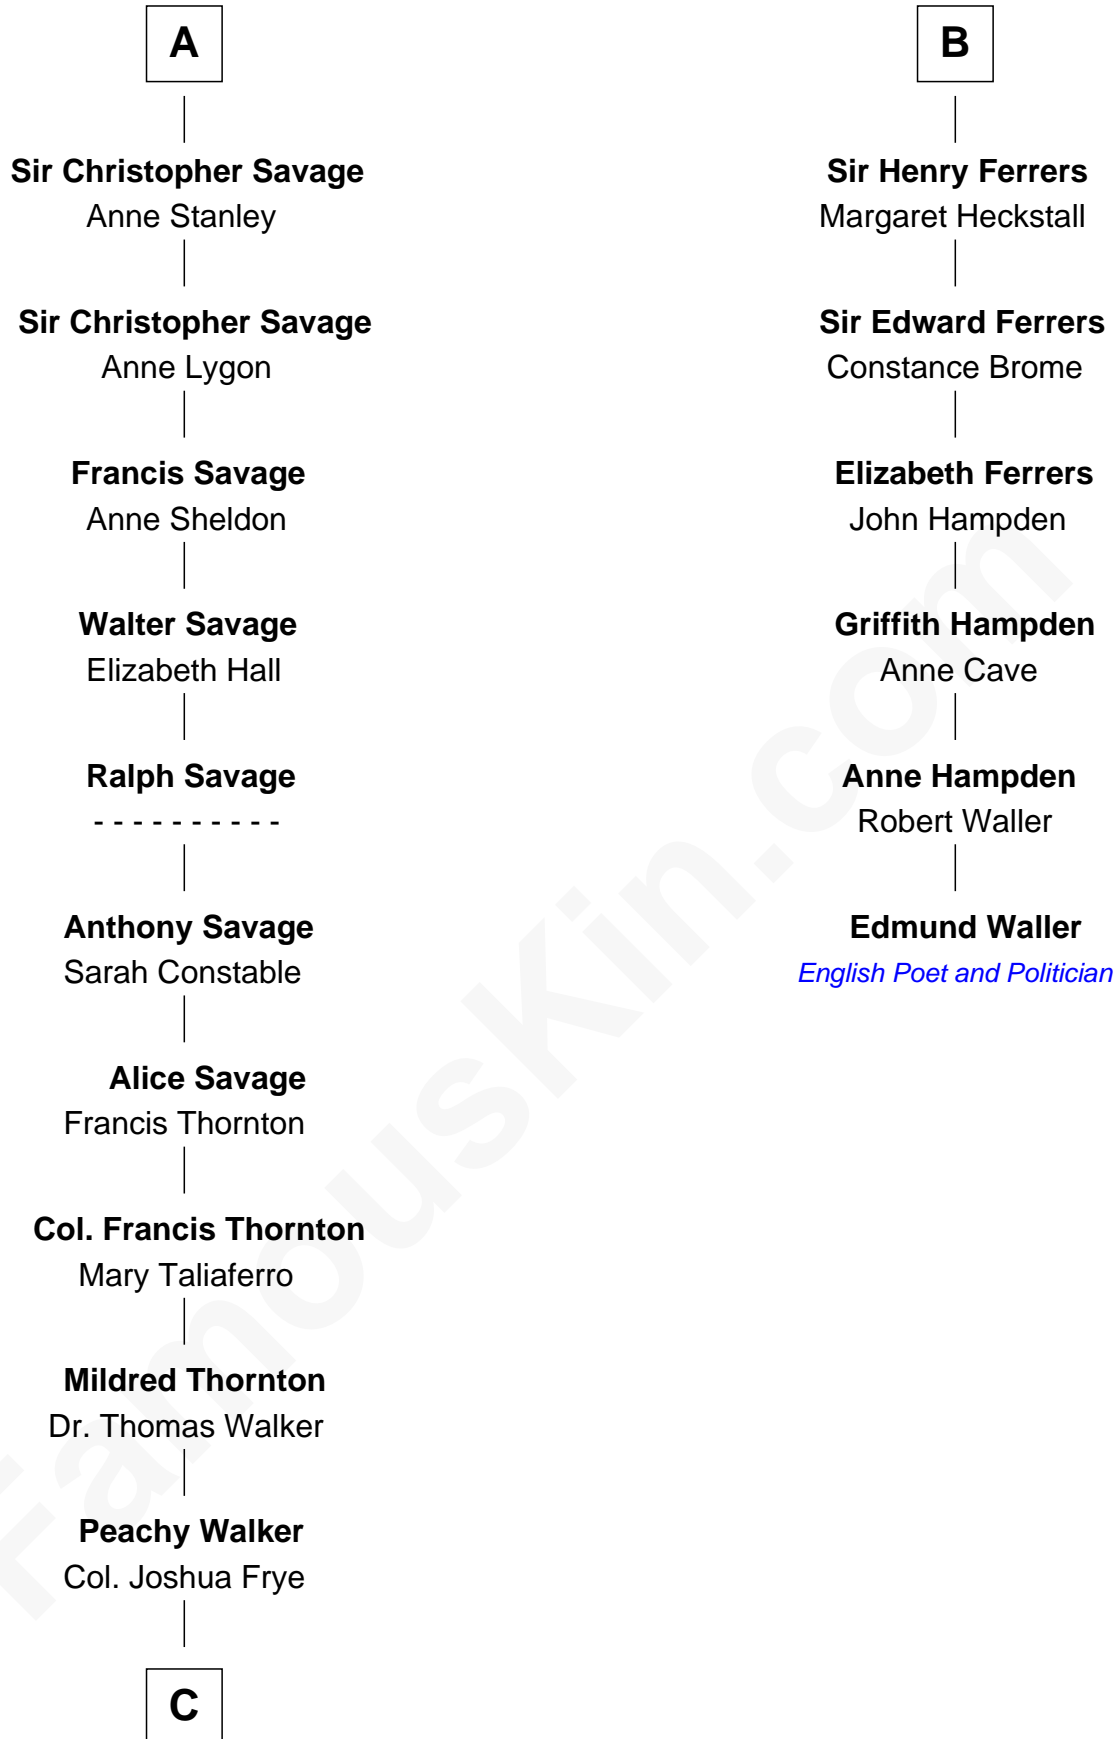 A
Sir Christopher Savage
Anne Stanley
Sir Christopher Savage
Anne Lygon
Francis Savage
Anne Sheldon
Walter Savage
Elizabeth Hall
Ralph Savage
- - - - - - - - - -
Anthony Savage
Sarah Constable
Alice Savage
Francis Thornton
Col. Francis Thornton
Mary Taliaferro
Mildred Thornton
Dr. Thomas Walker
Peachy Walker
Col. Joshua Frye
C
B
Sir Henry Ferrers
Margaret Heckstall
Sir Edward Ferrers
Constance Brome
Elizabeth Ferrers
John Hampden
Griffith Hampden
Anne Cave
Anne Hampden
Robert Waller
Edmund Waller
English Poet and Politician
FamousKin.com